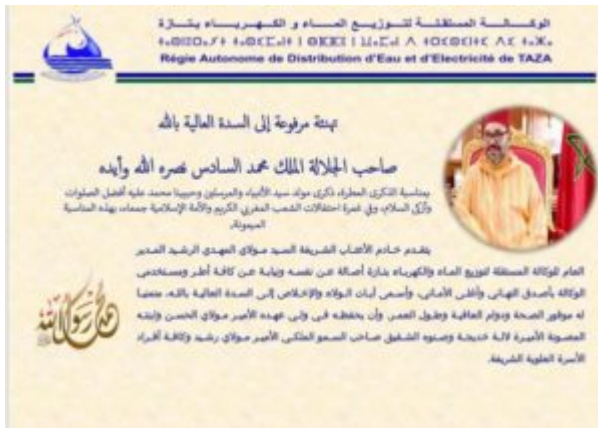 الوكالة المستقلة لتوزيع الماء و الكهرباء بتازة
Régie Autonome de Distribution d'Eau et d'Electricité de TAZA
تهنئة مرفوعة إلى السدة العالية بالله
صاحب الجلالة الملك محمد السادس نصره الله وأيده
بمناسبة الذكرى العطرة، ذكرى مولد سيد الأنبياء والمرسلين وحبيبنا محمد عليه أفضل الصلوات
وأزكى السلام، وفي غمرة احتفالات الشعب المغربي الكريم والأمة الإسلامية جمعاء، بهذه المناسبة
الميمونة،
يتقدم خادم الأعتاب الشريفة السيد مولاي المهدي الرشيد المدير
العام للوكالة المستقلة لتوزيع الماء والكهرباء بتازة أصالة عن نفسه ونيابة عن كافة أطر ومستخدمي
الوكالة بأصدق التهاني وأغلى الأماني، وأسمى آيات الولاء والإخلاص إلى السدة العالية بالله، متمنيا
له موفور الصحة ودوام العافية وطول العمر، وأن يحفظه في ولي عهده الأمير مولاي الحسن وابنته
المصونة الأميرة لالة خديجة وصنوه الشقيق صاحب السمو الملكي الأمير مولاي رشيد وكافة أفراد
الأسرة العلوية الشريفة.
محمد رسول الله